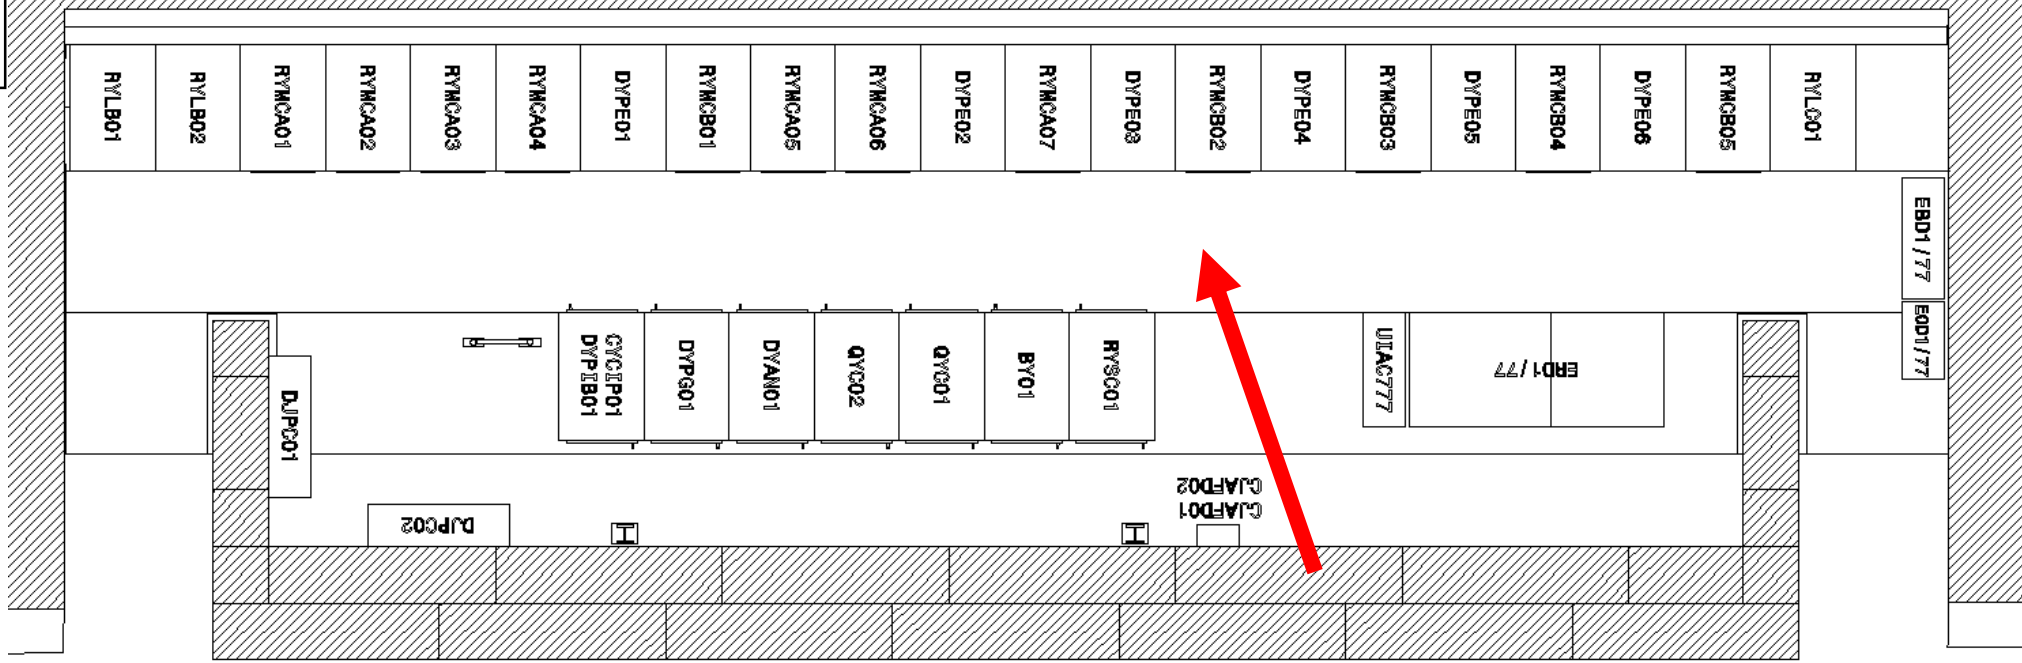 RYLB01
RYLB02
RYMCA01
RYMCA02
RYMCA03
RYMCA04
DYPE01
RYMCB01
RYMCA05
RYMCA06
DYPE02
RYMCA07
DYPE03
RYMCB02
DYPE04
RYMCB03
DYPE05
RYMCB04
DYPE06
RYMCB05
RYLC01
EBD1/77
EOD1/77
CYCIP01
DYPIB01
DYPG01
DYAN01
QYC02
QYC01
BY01
RYSC01
UIAC777
ERD1/77
DJPC01
DJPC02
CJAFD02
CJAFD01